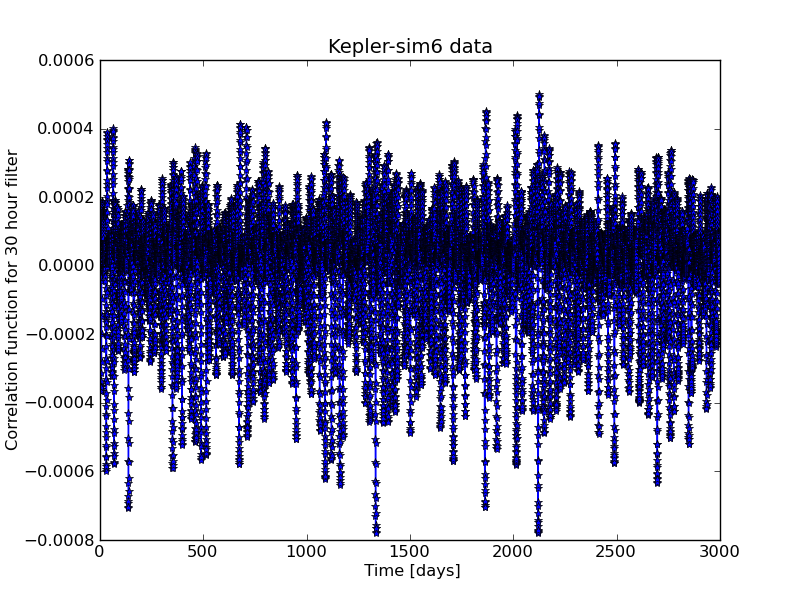 Kepler-sim6 data
0.0006
0.0004
0.0002
0.0000
−0.0002
−0.0004
−0.0006
−0.0008
Correlation function for 30 hour filter
0 500 1000 1500 2000 2500 3000
Time [days]